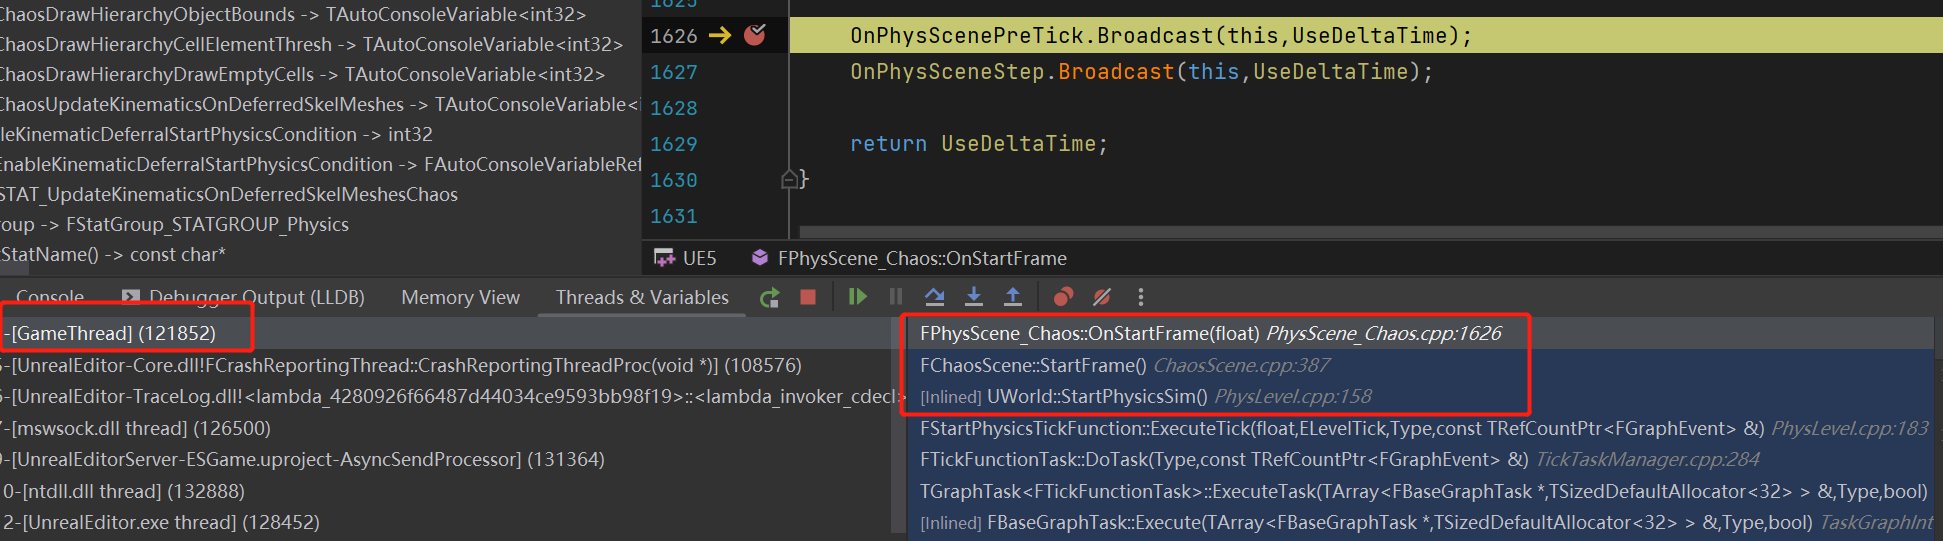 ChaosDrawHierarchyObjectBounds -> TAutoConsoleVariable<int32>
ChaosDrawHierarchyCellElementThresh -> TAutoConsoleVariable<int32>
ChaosDrawHierarchyDrawEmptyCells -> TAutoConsoleVariable<int32>
ChaosUpdateKinematicsOnDeferredSkelMeshes -> TAutoConsoleVariable<i
leKinematicDeferralStartPhysicsCondition -> int32
EnableKinematicDeferralStartPhysicsCondition -> FAutoConsoleVariableRef
STAT_UpdateKinematicsOnDeferredSkelMeshesChaos
roup -> FStatGroup_STATGROUP_Physics
tStatName() -> const char*
1625
1626 OnPhysScenePreTick.Broadcast(this,UseDeltaTime);
1627 OnPhysSceneStep.Broadcast(this,UseDeltaTime);
1628
1629 return UseDeltaTime;
1630 }
1631
UE5 FPhysScene_Chaos::OnStartFrame
Console Debugger Output (LLDB) Memory View Threads & Variables
-[GameThread] (121852)
-[UnrealEditor-Core.dll!FCrashReportingThread::CrashReportingThreadProc(void *)] (108576)
-[UnrealEditor-TraceLog.dll!<lambda_4280926f66487d44034ce9593bb98f19>::<lambda_invoker_cdecl>
-[mswsock.dll thread] (126500)
-[UnrealEditorServer-ESGame.uproject-AsyncSendProcessor] (131364)
0-[ntdll.dll thread] (132888)
2-[UnrealEditor.exe thread] (128452)
FPhysScene_Chaos::OnStartFrame(float) PhysScene_Chaos.cpp:1626
FChaosScene::StartFrame() ChaosScene.cpp:387
[Inlined] UWorld::StartPhysicsSim() PhysLevel.cpp:158
FStartPhysicsTickFunction::ExecuteTick(float,ELevelTick,Type,const TRefCountPtr<FGraphEvent> &) PhysLevel.cpp:183
FTickFunctionTask::DoTask(Type,const TRefCountPtr<FGraphEvent> &) TickTaskManager.cpp:284
TGraphTask<FTickFunctionTask>::ExecuteTask(TArray<FBaseGraphTask *,TSizedDefaultAllocator<32> > &,Type,bool)
[Inlined] FBaseGraphTask::Execute(TArray<FBaseGraphTask *,TSizedDefaultAllocator<32> > &,Type,bool) TaskGraphInt